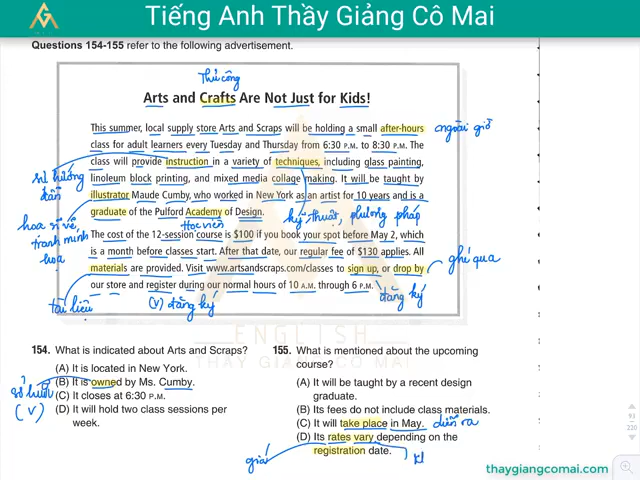 Tiếng Anh Thầy Giảng Cô Mai
Questions 154-155 refer to the following advertisement.
Thủ công
Arts and Crafts Are Not Just for Kids!
This summer, local supply store Arts and Scraps will be holding a small after-hours
ngoài giờ
class for adult learners every Tuesday and Thursday from 6:30 P.M. to 8:30 P.M. The
class will provide instruction in a variety of techniques, including glass painting,
linoleum block printing, and mixed media collage making. It will be taught by
sự hướng dẫn
illustrator Maude Cumby, who worked in New York as an artist for 10 years and is a
graduate of the Pulford Academy of Design.
kỹ thuật, phương pháp
Học viện
hoạ sĩ vẽ
tranh minh
hoạ
The cost of the 12-session course is $100 if you book your spot before May 2, which
is a month before classes start. After that date, our regular fee of $130 applies. All
materials are provided. Visit www.artsandscraps.com/classes to sign up, or drop by
ghé qua
our store and register during our normal hours of 10 A.M. through 6 P.M.
tài liệu
(v) đăng ký
đăng ký
ENGLISH
THẦY GIẢNG CÔ MAI
154. What is indicated about Arts and Scraps?
(A) It is located in New York.
(B) It is owned by Ms. Cumby.
(C) It closes at 6:30 P.M.
(D) It will hold two class sessions per
week.
sở hữu
(v)
155. What is mentioned about the upcoming
course?
(A) It will be taught by a recent design
graduate.
(B) Its fees do not include class materials.
(C) It will take place in May.
diễn ra
(D) Its rates vary depending on the
registration date.
giá
kh
93
220
thaygiangcomai.com